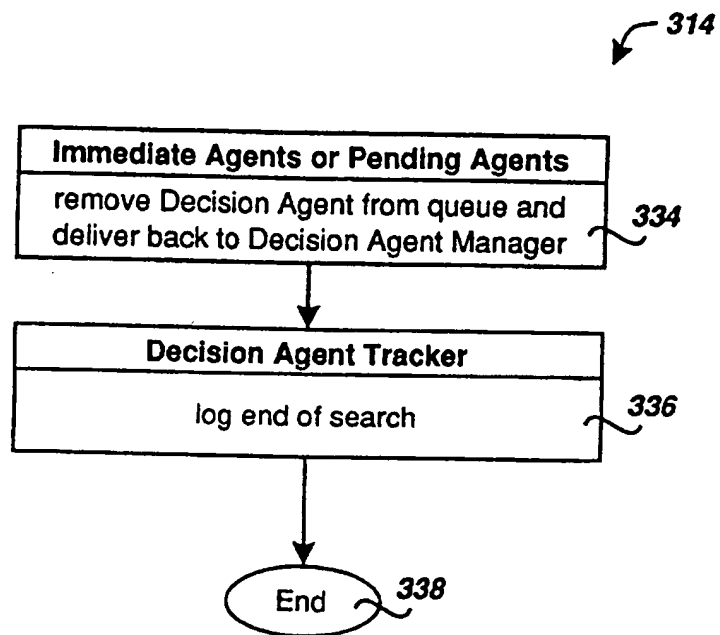 314
Immediate Agents or Pending Agents
remove Decision Agent from queue and
deliver back to Decision Agent Manager
334
Decision Agent Tracker
log end of search
336
End
338